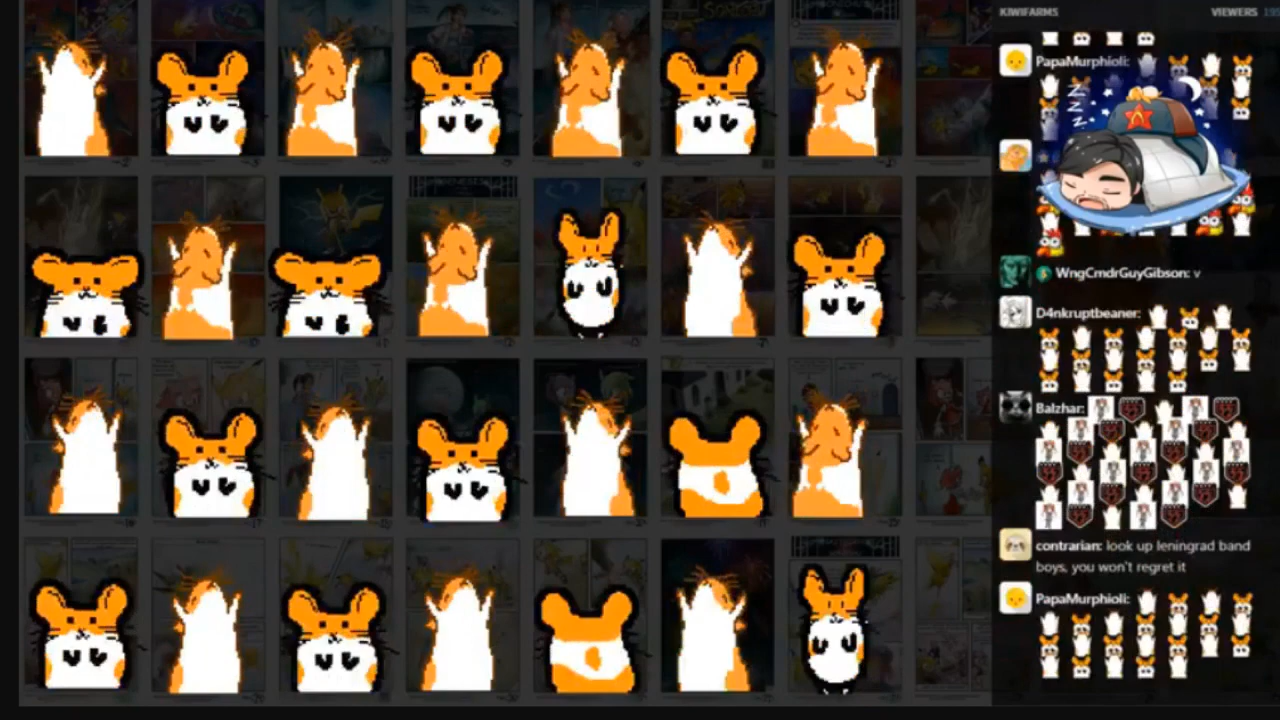 KIWIFARMS
VIEWERS
PapaMurphioli:
Z
Z
Z
WngCmdrGuyGibson: v
D4nkruptbeaner:
Balzhar:
contrarian: look up leningrad band
boys, you won't regret it
PapaMurphioli: